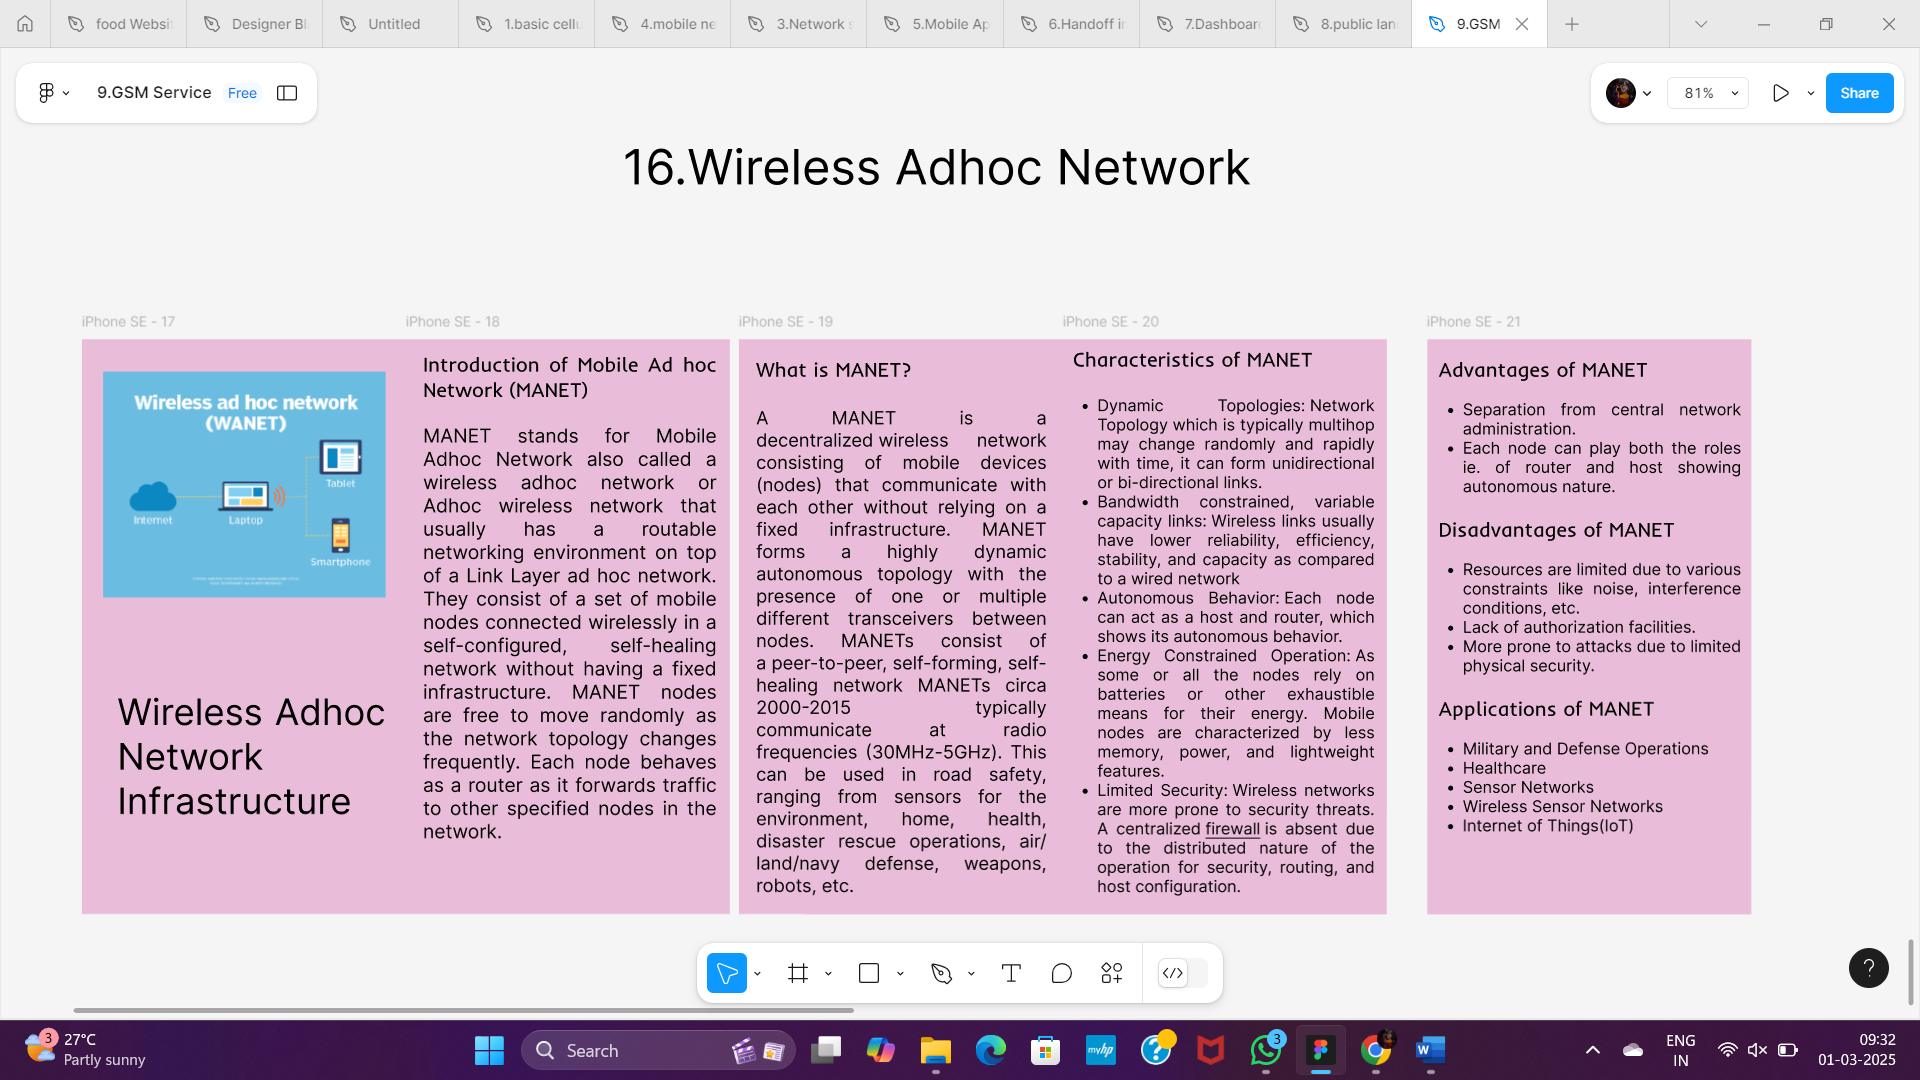 food Websi
Designer Bl
Untitled
1.basic cell
4.mobile ne
3.Network s
5.Mobile Ap
6.Handoff i
7.Dashboar
8.public lan
9.GSM
9.GSM Service
Free
81%
Share
16.Wireless Adhoc Network
iPhone SE - 17
iPhone SE - 18
iPhone SE - 19
iPhone SE - 20
iPhone SE - 21
Wireless ad hoc network
(WANET)
Tablet
Internet
Laptop
Smartphone
Wireless Adhoc
Network
Infrastructure
Introduction of Mobile Ad hoc
Network (MANET)
MANET stands for Mobile
Adhoc Network also called a
wireless adhoc network or
Adhoc wireless network that
usually has a routable
networking environment on top
of a Link Layer ad hoc network.
They consist of a set of mobile
nodes connected wirelessly in a
self-configured, self-healing
network without having a fixed
infrastructure. MANET nodes
are free to move randomly as
the network topology changes
frequently. Each node behaves
as a router as it forwards traffic
to other specified nodes in the
network.
What is MANET?
A MANET is a
decentralized wireless network
consisting of mobile devices
(nodes) that communicate with
each other without relying on a
fixed infrastructure. MANET
forms a highly dynamic
autonomous topology with the
presence of one or multiple
different transceivers between
nodes. MANETs consist of
a peer-to-peer, self-forming, self-
healing network MANETs circa
2000-2015 typically
communicate at radio
frequencies (30MHz-5GHz). This
can be used in road safety,
ranging from sensors for the
environment, home, health,
disaster rescue operations, air/
land/navy defense, weapons,
robots, etc.
Characteristics of MANET
• Dynamic Topologies: Network
Topology which is typically multihop
may change randomly and rapidly
with time, it can form unidirectional
or bi-directional links.
• Bandwidth constrained, variable
capacity links: Wireless links usually
have lower reliability, efficiency,
stability, and capacity as compared
to a wired network
• Autonomous Behavior: Each node
can act as a host and router, which
shows its autonomous behavior.
• Energy Constrained Operation: As
some or all the nodes rely on
batteries or other exhaustible
means for their energy. Mobile
nodes are characterized by less
memory, power, and lightweight
features.
• Limited Security: Wireless networks
are more prone to security threats.
A centralized firewall is absent due
to the distributed nature of the
operation for security, routing, and
host configuration.
Advantages of MANET
• Separation from central network
administration.
• Each node can play both the roles
ie. of router and host showing
autonomous nature.
Disadvantages of MANET
• Resources are limited due to various
constraints like noise, interference
conditions, etc.
• Lack of authorization facilities.
• More prone to attacks due to limited
physical security.
Applications of MANET
• Military and Defense Operations
• Healthcare
• Sensor Networks
• Wireless Sensor Networks
• Internet of Things(IoT)
?
3
27°C
Partly sunny
Search
myhp
3
ENG
IN
09:32
01-03-2025